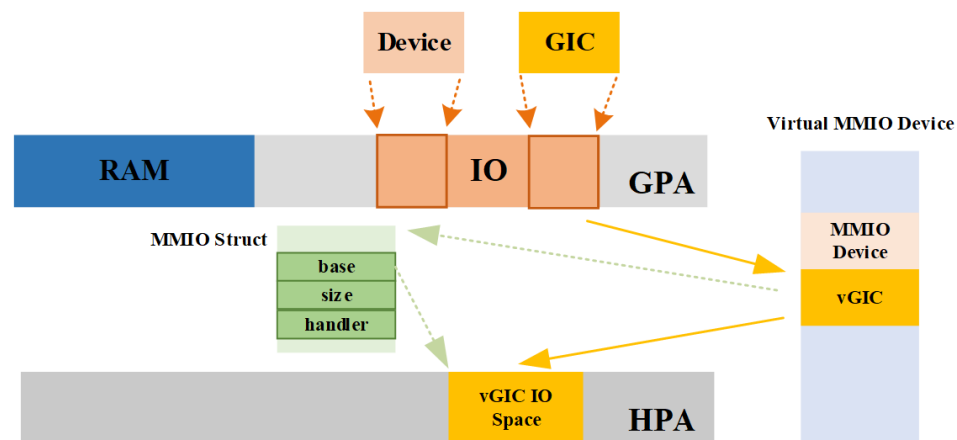 Device
GIC
Virtual MMIO Device
RAM
IO
GPA
MMIO Struct
MMIO
Device
base
size
handler
vGIC
vGIC IO
Space
HPA